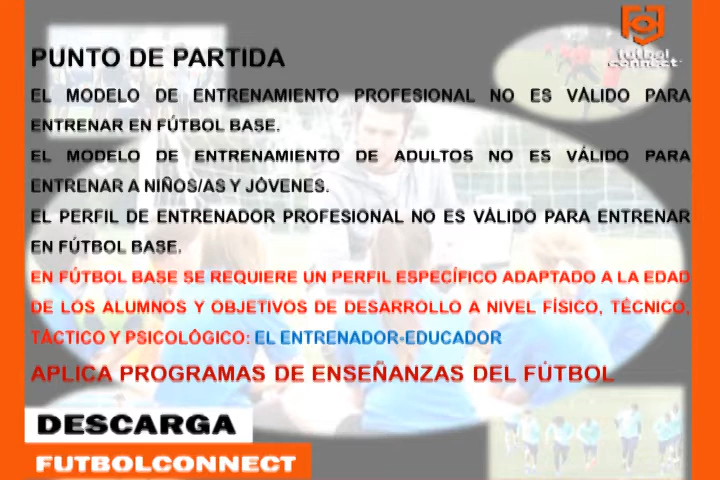 futbol
connect
PUNTO DE PARTIDA
EL MODELO DE ENTRENAMIENTO PROFESIONAL NO ES VÁLIDO PARA
ENTRENAR EN FÚTBOL BASE.
EL MODELO DE ENTRENAMIENTO DE ADULTOS NO ES VÁLIDO PARA
ENTRENAR A NIÑOS/AS Y JÓVENES.
EL PERFIL DE ENTRENADOR PROFESIONAL NO ES VÁLIDO PARA ENTRENAR
EN FÚTBOL BASE.
EN FÚTBOL BASE SE REQUIERE UN PERFIL ESPECÍFICO ADAPTADO A LA EDAD
DE LOS ALUMNOS Y OBJETIVOS DE DESARROLLO A NIVEL FÍSICO, TÉCNICO,
TÁCTICO Y PSICOLÓGICO: EL ENTRENADOR-EDUCADOR
APLICA PROGRAMAS DE ENSEÑANZAS DEL FÚTBOL
DESCARGA
FUTBOLCONNECT